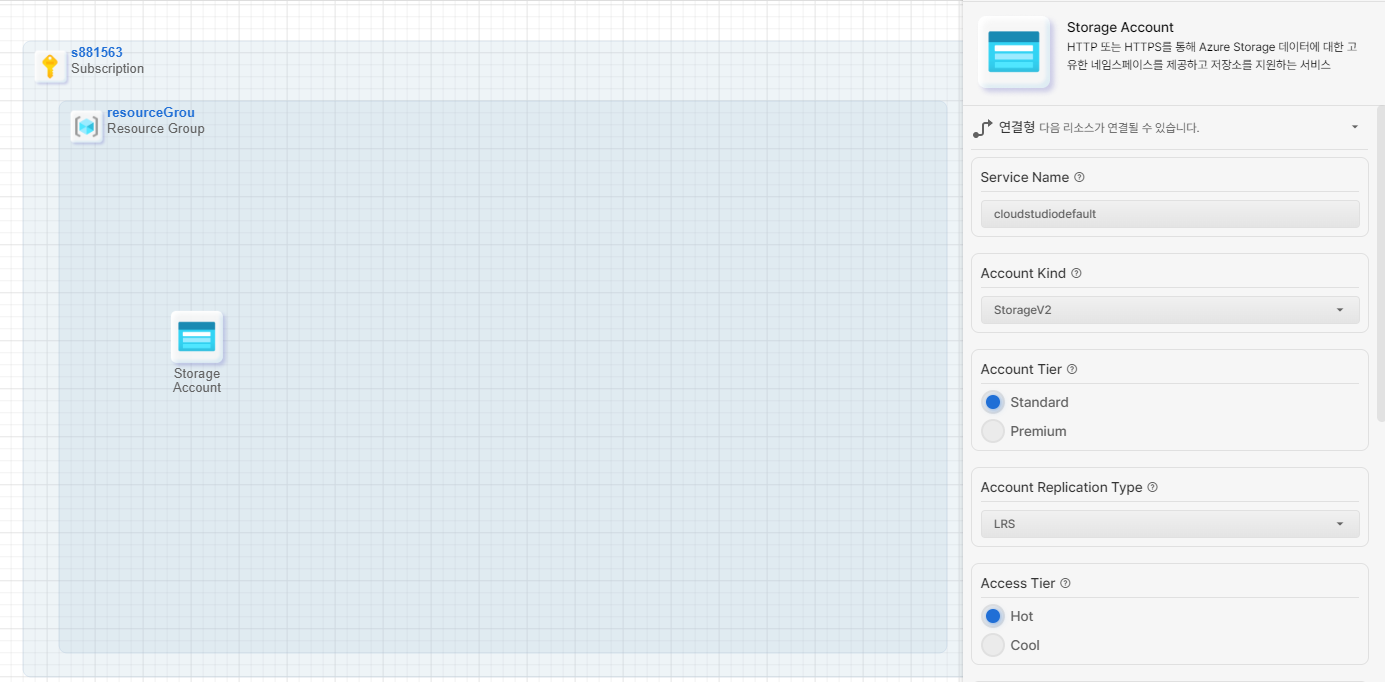 s881563
Subscription
resourceGrou
Resource Group
Storage
Account
Storage Account
HTTP 또는 HTTPS를 통해 Azure Storage 데이터에 대한 고
유한 네임스페이스를 제공하고 저장소를 지원하는 서비스
연결형 다음 리소스가 연결될 수 있습니다.
Service Name
cloudstudiodefault
Account Kind
StorageV2
Account Tier
Standard
Premium
Account Replication Type
LRS
Access Tier
Hot
Cool